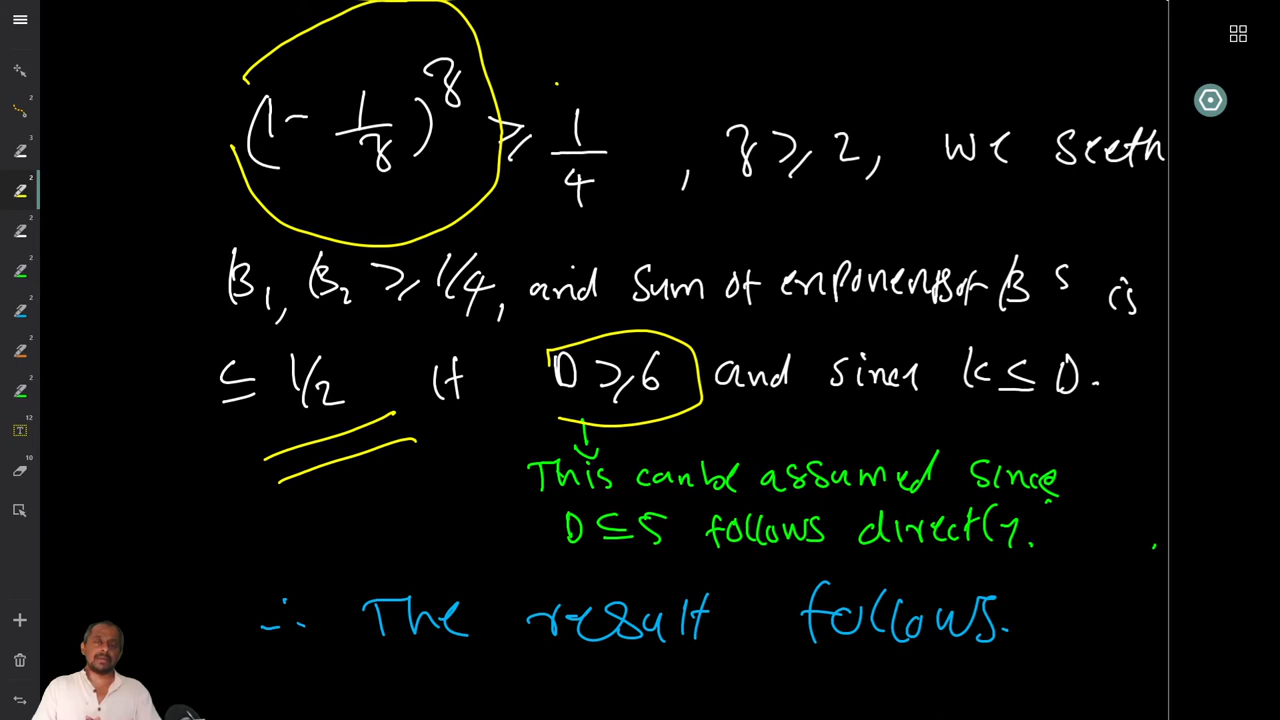 (1 - 1/z)^z ⩾ 1/4 , z ⩾ 2, we see th
β₁, β₂ ⩾ 1/4, and sum of exponents of β s is
≤ 1/2 if D ⩾ 6 and since k ≤ D.
This can be assumed since
D ≤ 5 follows directly.
∴ The result follows.